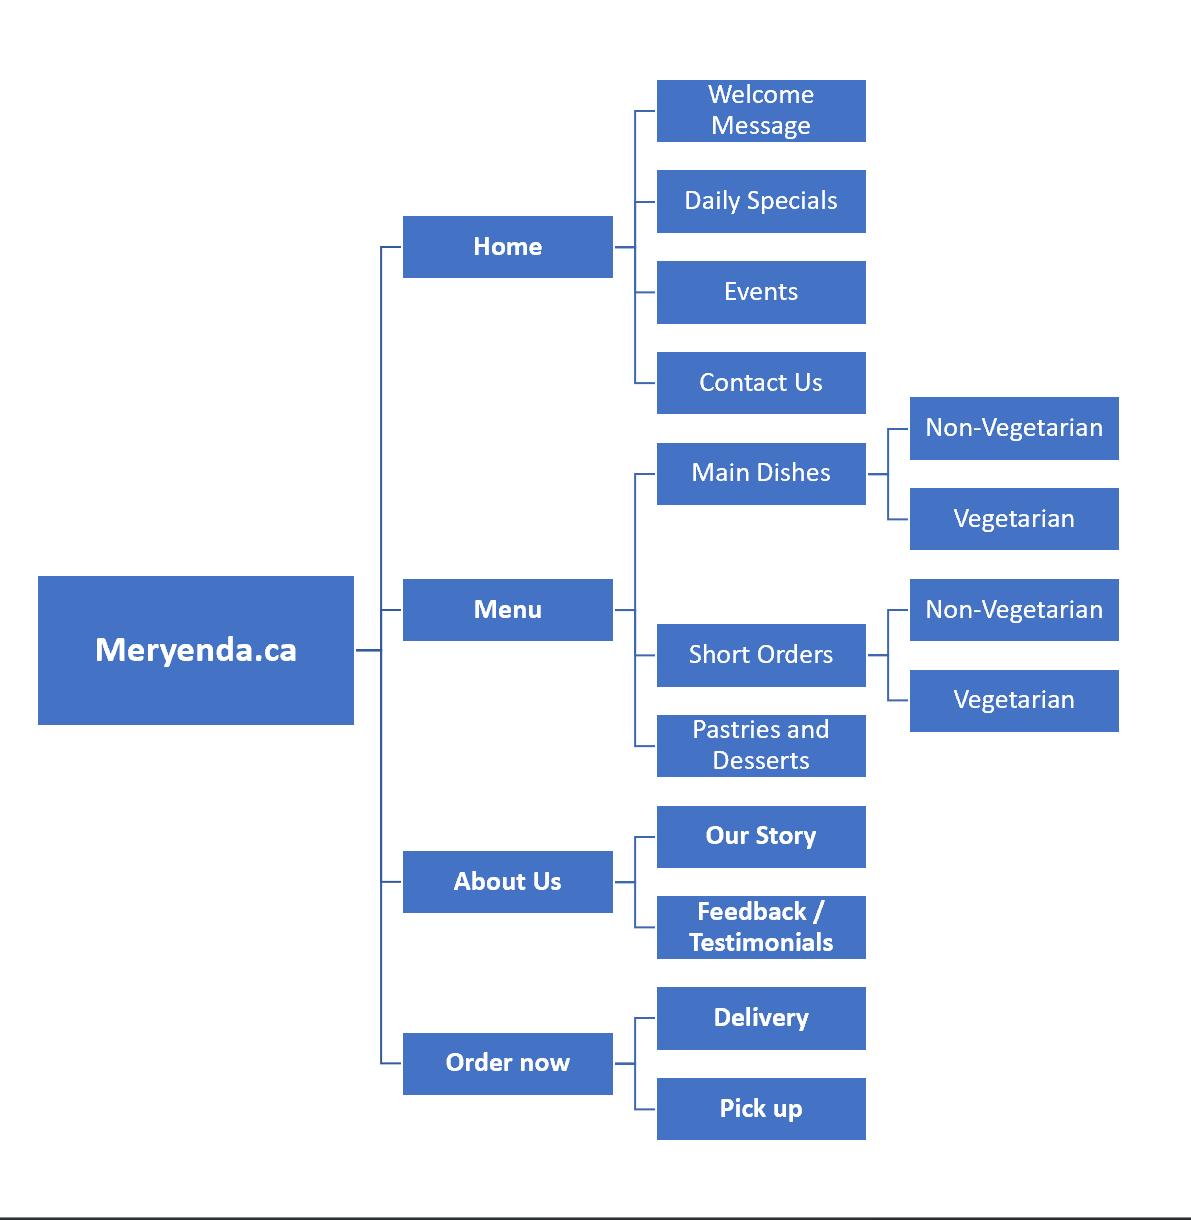 Meryenda.ca
Home
Welcome
Message
Daily Specials
Events
Contact Us
Menu
Main Dishes
Non-Vegetarian
Vegetarian
Short Orders
Non-Vegetarian
Vegetarian
Pastries and
Desserts
About Us
Our Story
Feedback /
Testimonials
Order now
Delivery
Pick up